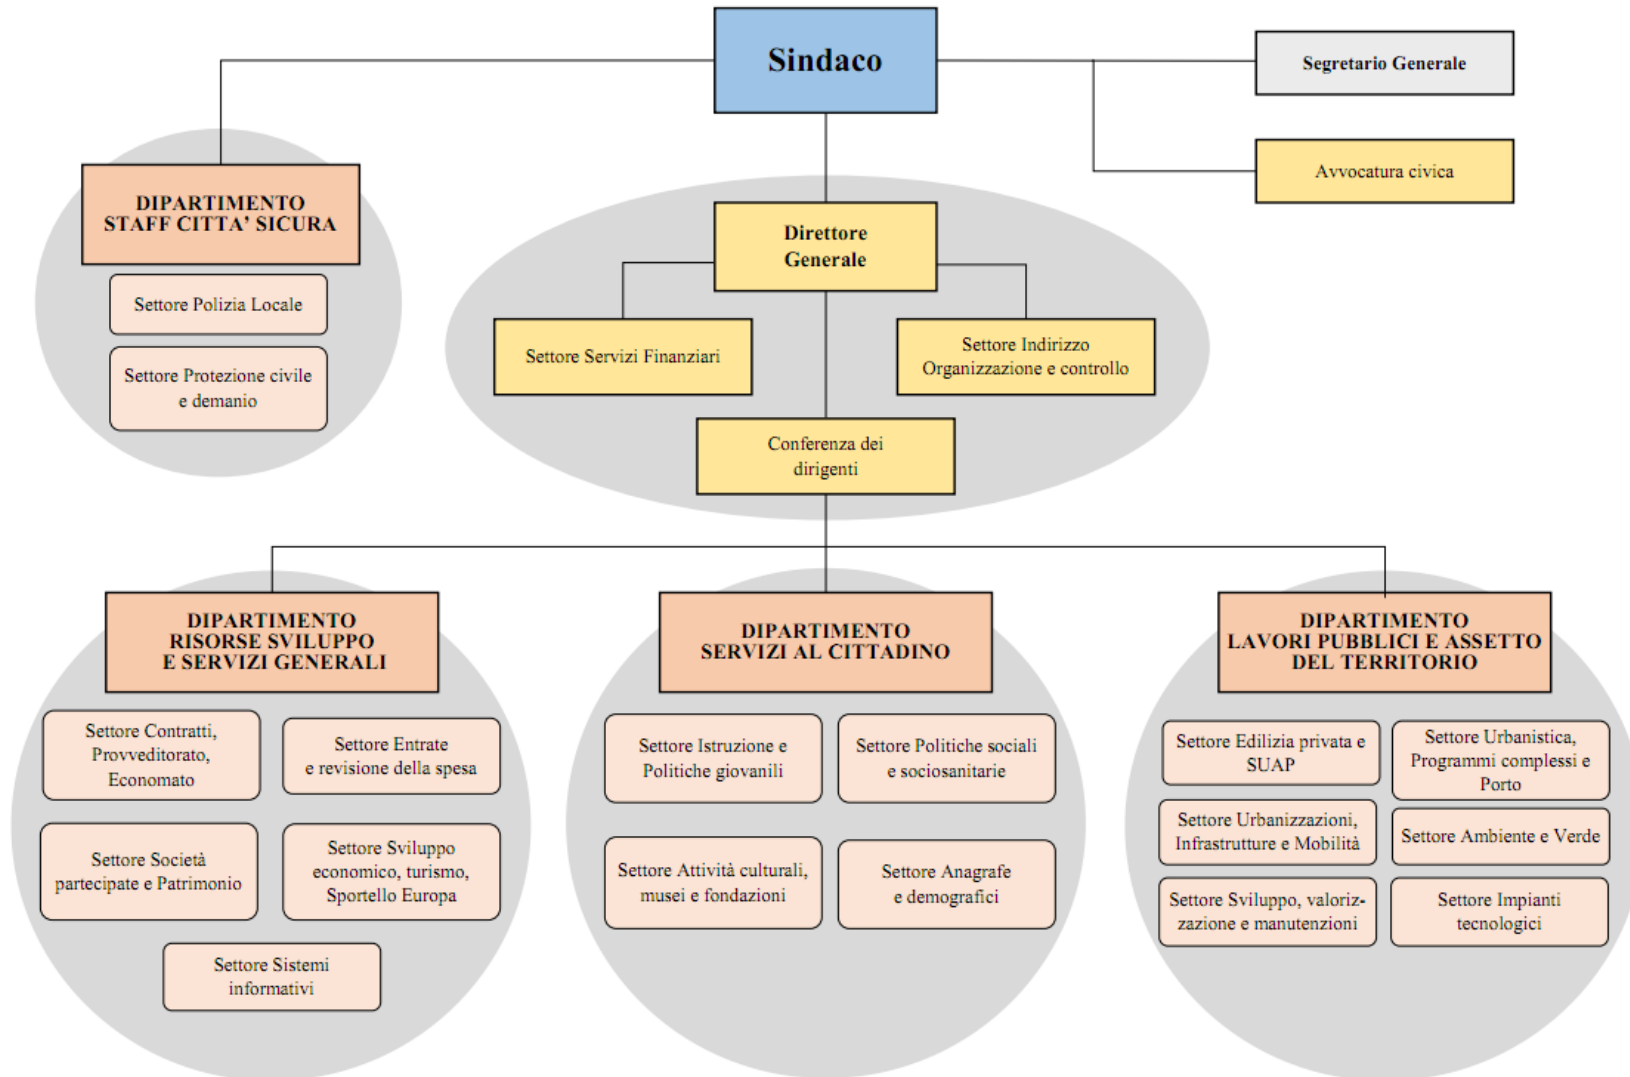 Sindaco
Segretario Generale
Avvocatura civica
DIPARTIMENTO
STAFF CITTA' SICURA
Settore Polizia Locale
Settore Protezione civile
e demanio
Direttore
Generale
Settore Servizi Finanziari
Settore Indirizzo
Organizzazione e controllo
Conferenza dei
dirigenti
DIPARTIMENTO
RISORSE SVILUPPO
E SERVIZI GENERALI
Settore Contratti,
Provveditorato,
Economato
Settore Entrate
e revisione della spesa
Settore Società
partecipate e Patrimonio
Settore Sviluppo
economico, turismo,
Sportello Europa
Settore Sistemi
informativi
DIPARTIMENTO
SERVIZI AL CITTADINO
Settore Istruzione e
Politiche giovanili
Settore Politiche sociali
e sociosanitarie
Settore Attività culturali,
musei e fondazioni
Settore Anagrafe
e demografici
DIPARTIMENTO
LAVORI PUBBLICI E ASSETTO
DEL TERRITORIO
Settore Edilizia privata e
SUAP
Settore Urbanistica,
Programmi complessi e
Porto
Settore Urbanizzazioni,
Infrastrutture e Mobilità
Settore Ambiente e Verde
Settore Sviluppo, valoriz-
zazione e manutenzioni
Settore Impianti
tecnologici